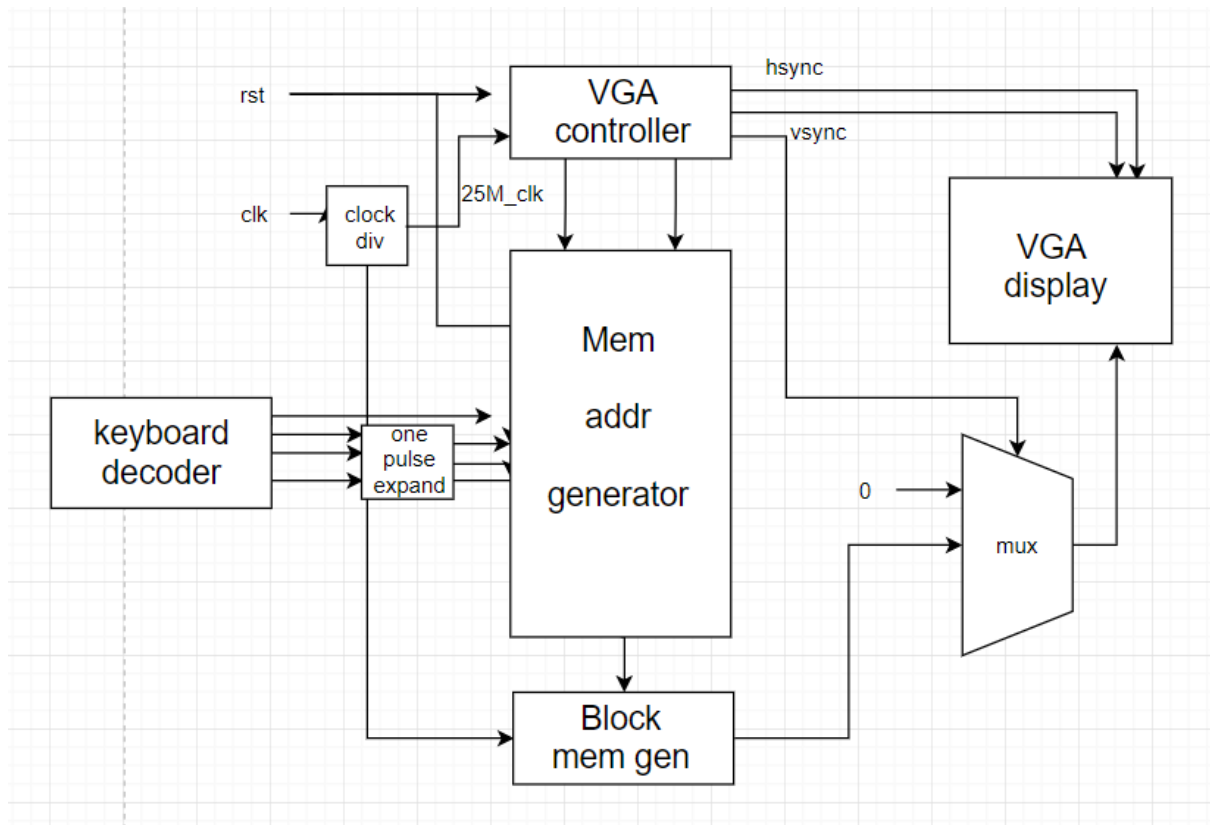 hsync
rst
VGA
controller
vsync
25M_clk
clk
clock
div
VGA
display
Mem
addr
generator
keyboard
decoder
one
pulse
expand
0
mux
Block
mem gen